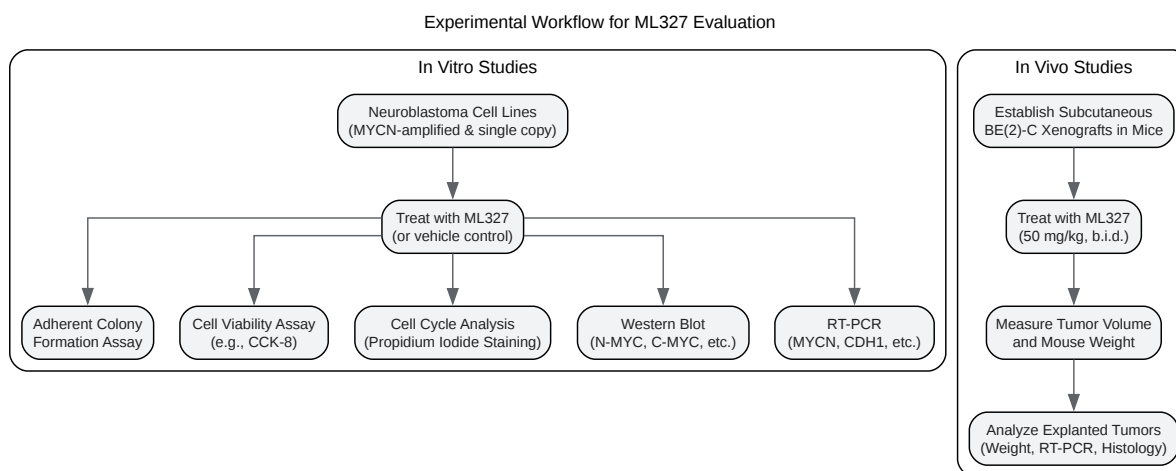 Experimental Workflow for ML327 Evaluation
In Vitro Studies
Neuroblastoma Cell Lines
(MYCN-amplified & single copy)
Treat with ML327
(or vehicle control)
Adherent Colony
Formation Assay
Cell Viability Assay
(e.g., CCK-8)
Cell Cycle Analysis
(Propidium Iodide Staining)
Western Blot
(N-MYC, C-MYC, etc.)
RT-PCR
(MYCN, CDH1, etc.)
In Vivo Studies
Establish Subcutaneous
BE(2)-C Xenografts in Mice
Treat with ML327
(50 mg/kg, b.i.d.)
Measure Tumor Volume
and Mouse Weight
Analyze Explanted Tumors
(Weight, RT-PCR, Histology)